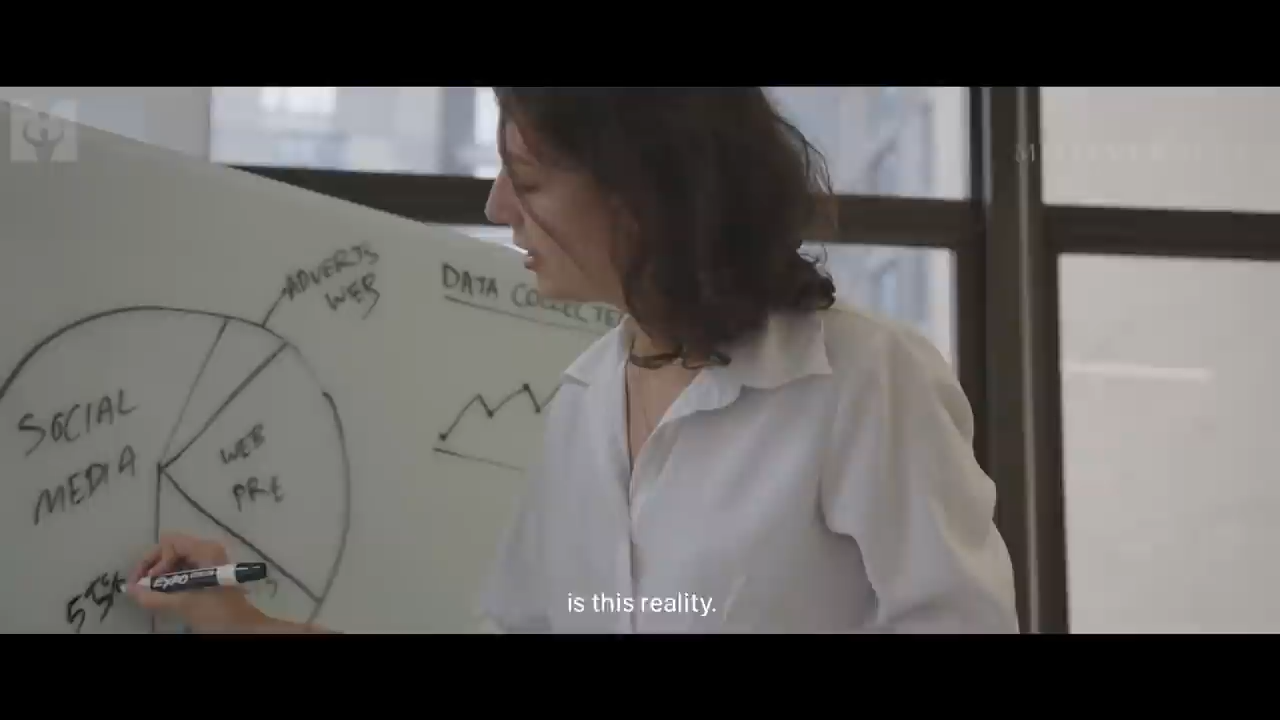 ADVERTS
WEB
DATA COLLECTE
SOCIAL
MEDIA
WEB
PRE
EXPO
is this reality.